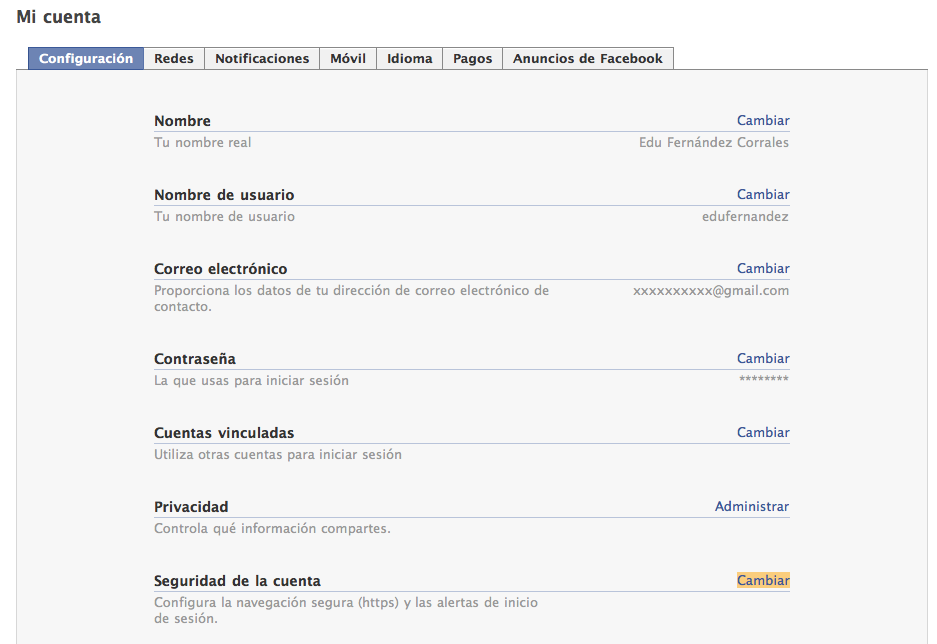 Mi cuenta
Configuración Redes Notificaciones Móvil Idioma Pagos Anuncios de Facebook
Nombre Cambiar
Tu nombre real Edu Fernández Corrales
Nombre de usuario Cambiar
Tu nombre de usuario edufernandez
Correo electrónico Cambiar
Proporciona los datos de tu dirección de correo electrónico de xxxxxxxxxx@gmail.com
contacto.
Contraseña Cambiar
La que usas para iniciar sesión ********
Cuentas vinculadas Cambiar
Utiliza otras cuentas para iniciar sesión
Privacidad Administrar
Controla qué información compartes.
Seguridad de la cuenta Cambiar
Configura la navegación segura (https) y las alertas de inicio
de sesión.